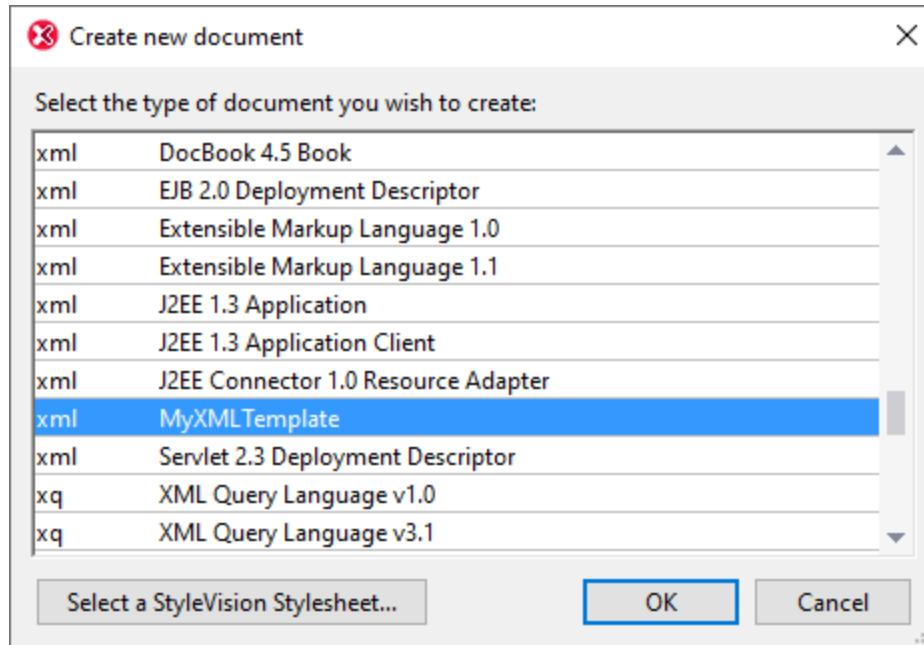 Create new document
Select the type of document you wish to create:
xml DocBook 4.5 Book
xml EJB 2.0 Deployment Descriptor
xml Extensible Markup Language 1.0
xml Extensible Markup Language 1.1
xml J2EE 1.3 Application
xml J2EE 1.3 Application Client
xml J2EE Connector 1.0 Resource Adapter
xml MyXMLTemplate
xml Servlet 2.3 Deployment Descriptor
xq XML Query Language v1.0
xq XML Query Language v3.1
Select a StyleVision Stylesheet... OK Cancel